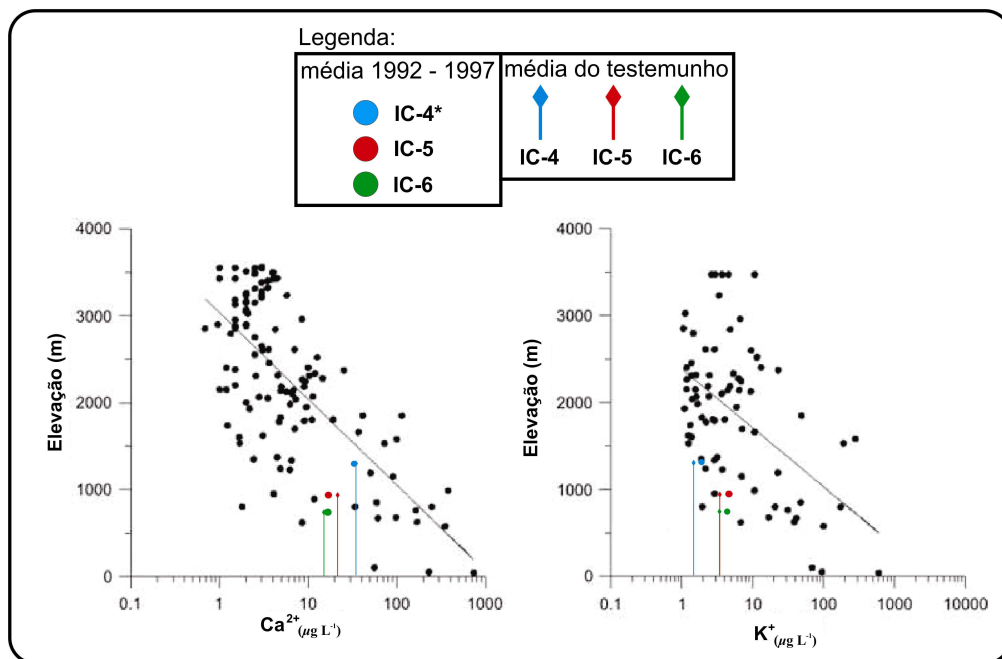 Legenda:
média 1992 - 1997
IC-4*
IC-5
IC-6
média do testemunho
IC-4 IC-5 IC-6
Elevação (m)
4000
3000
2000
1000
0
0.1 1 10 100 1000
Ca²⁺(µg L⁻¹)
Elevação (m)
4000
3000
2000
1000
0
0.1 1 10 100 1000 10000
K⁺(µg L⁻¹)